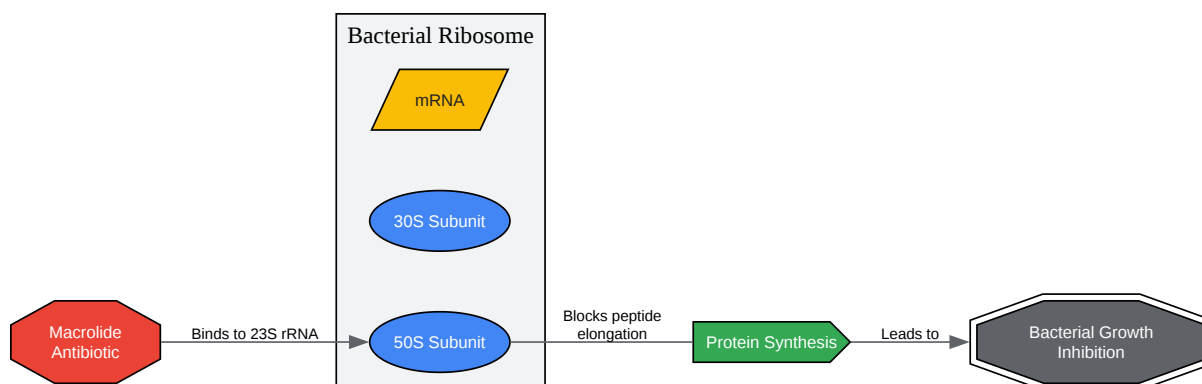 Bacterial Ribosome
mRNA
30S Subunit
Macrolide
Antibiotic
Binds to 23S rRNA
50S Subunit
Blocks peptide
elongation
Protein Synthesis
Leads to
Bacterial Growth
Inhibition